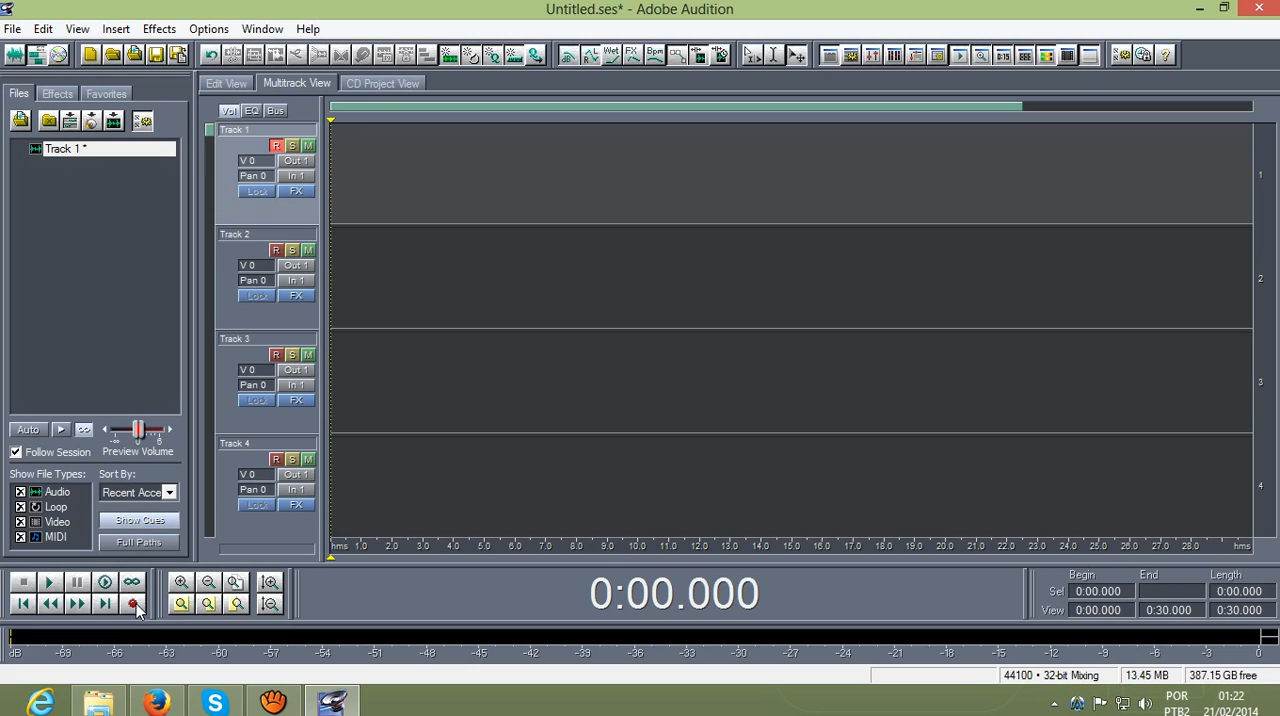 Untitled.ses* - Adobe Audition
File Edit View Insert Effects Options Window Help
Edit View Multitrack View CD Project View
Files Effects Favorites
Vol EQ Bus
Track 1 *
Track 1
R S M
V 0 Out 1
Pan 0 In 1
Lock FX
1
Track 2
R S M
V 0 Out 1
Pan 0 In 1
Lock FX
2
Track 3
R S M
V 0 Out 1
Pan 0 In 1
Lock FX
3
Track 4
R S M
V 0 Out 1
Pan 0 In 1
Lock FX
4
Auto
-∞ 0 6
Follow Session Preview Volume
Show File Types: Sort By:
Audio Recent Acce
Loop
Video Show Cues
MIDI Full Paths
hms 1.0 2.0 3.0 4.0 5.0 6.0 7.0 8.0 9.0 10.0 11.0 12.0 13.0 14.0 15.0 16.0 17.0 18.0 19.0 20.0 21.0 22.0 23.0 24.0 25.0 26.0 27.0 28.0 hms
0:00.000
Begin End Length
Sel 0:00.000 0:00.000
View 0:00.000 0:30.000 0:30.000
dB -69 -66 -63 -60 -57 -54 -51 -48 -45 -42 -39 -36 -33 -30 -27 -24 -21 -18 -15 -12 -9 -6 -3 0
44100 • 32-bit Mixing 13.45 MB 387.15 GB free
POR 01:22
PTB2 21/02/2014